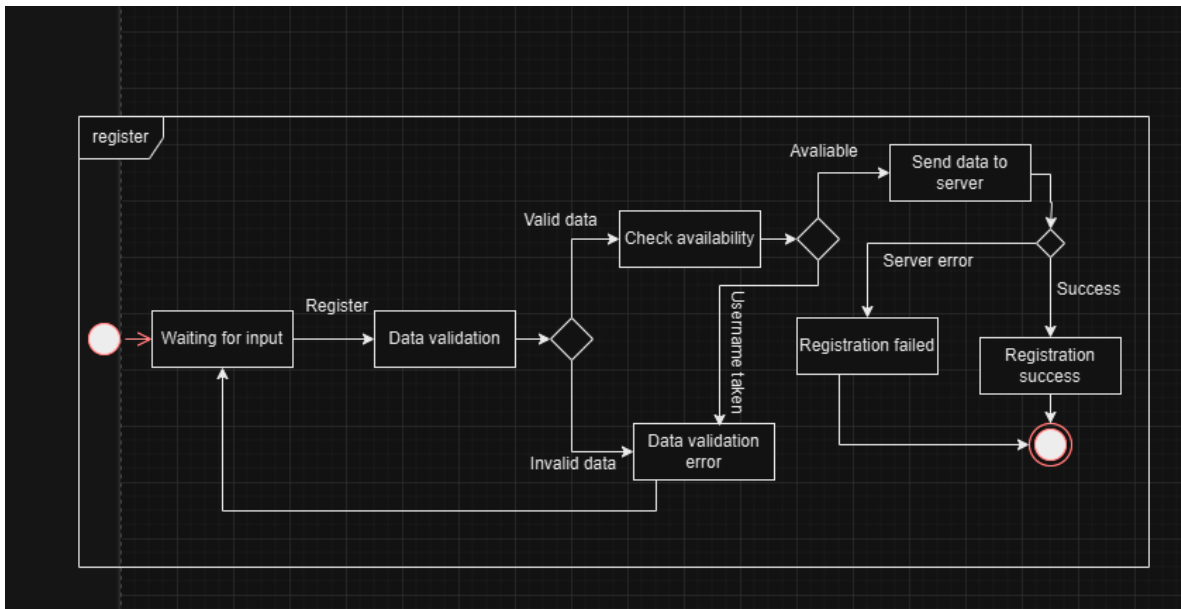 register
Avaliable
Send data to
server
Valid data
Check availability
Server error
Success
Register
Username taken
Waiting for input
Data validation
Registration failed
Registration
success
Data validation
error
Invalid data